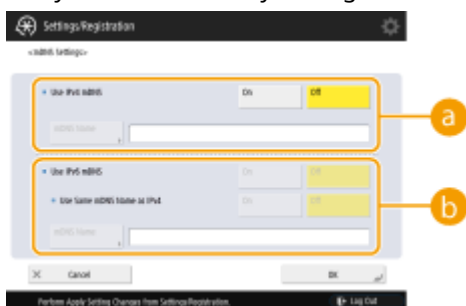 Settings/Registration
<mDNS Settings>
Use IPv4 mDNS
On
Off
mDNS Name
a
Use IPv6 mDNS
On
Off
Use Same mDNS Name as IPv4
On
Off
mDNS Name
b
Cancel
OK
Perform Apply Setting Changes from Settings/Registration.
Log Out